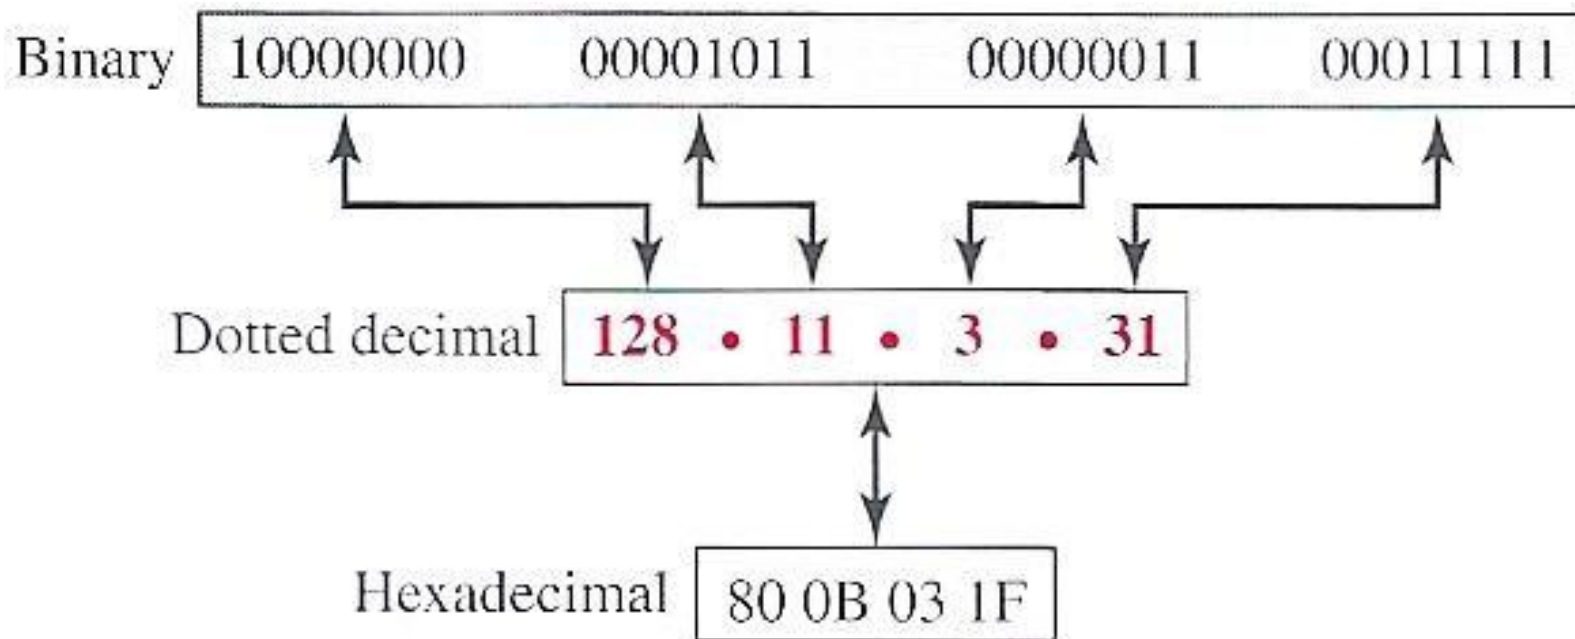 Binary 10000000 00001011 00000011 00011111
Dotted decimal 128 • 11 • 3 • 31
Hexadecimal 80 0B 03 1F